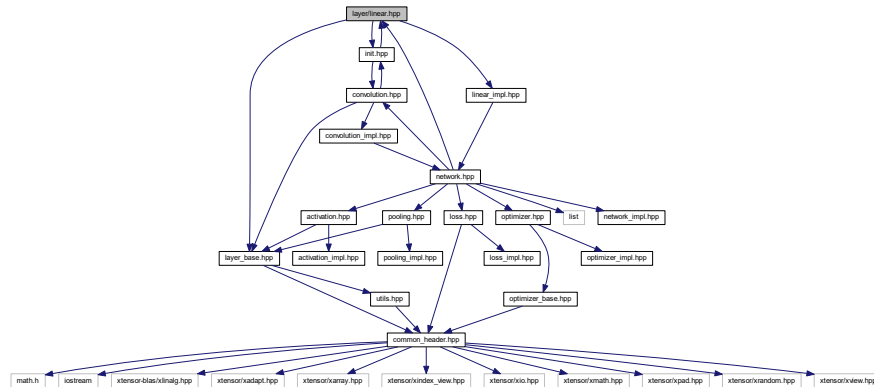 layer/linear.hpp
init.hpp
convolution.hpp
linear_impl.hpp
convolution_impl.hpp
network.hpp
activation.hpp
pooling.hpp
loss.hpp
optimizer.hpp
list
network_impl.hpp
layer_base.hpp
activation_impl.hpp
pooling_impl.hpp
loss_impl.hpp
optimizer_impl.hpp
utils.hpp
optimizer_base.hpp
common_header.hpp
math.h
iostream
xtensor-blas/xlinalg.hpp
xtensor/xadapt.hpp
xtensor/xarray.hpp
xtensor/xindex_view.hpp
xtensor/xio.hpp
xtensor/xmath.hpp
xtensor/xpad.hpp
xtensor/xrandom.hpp
xtensor/xview.hpp